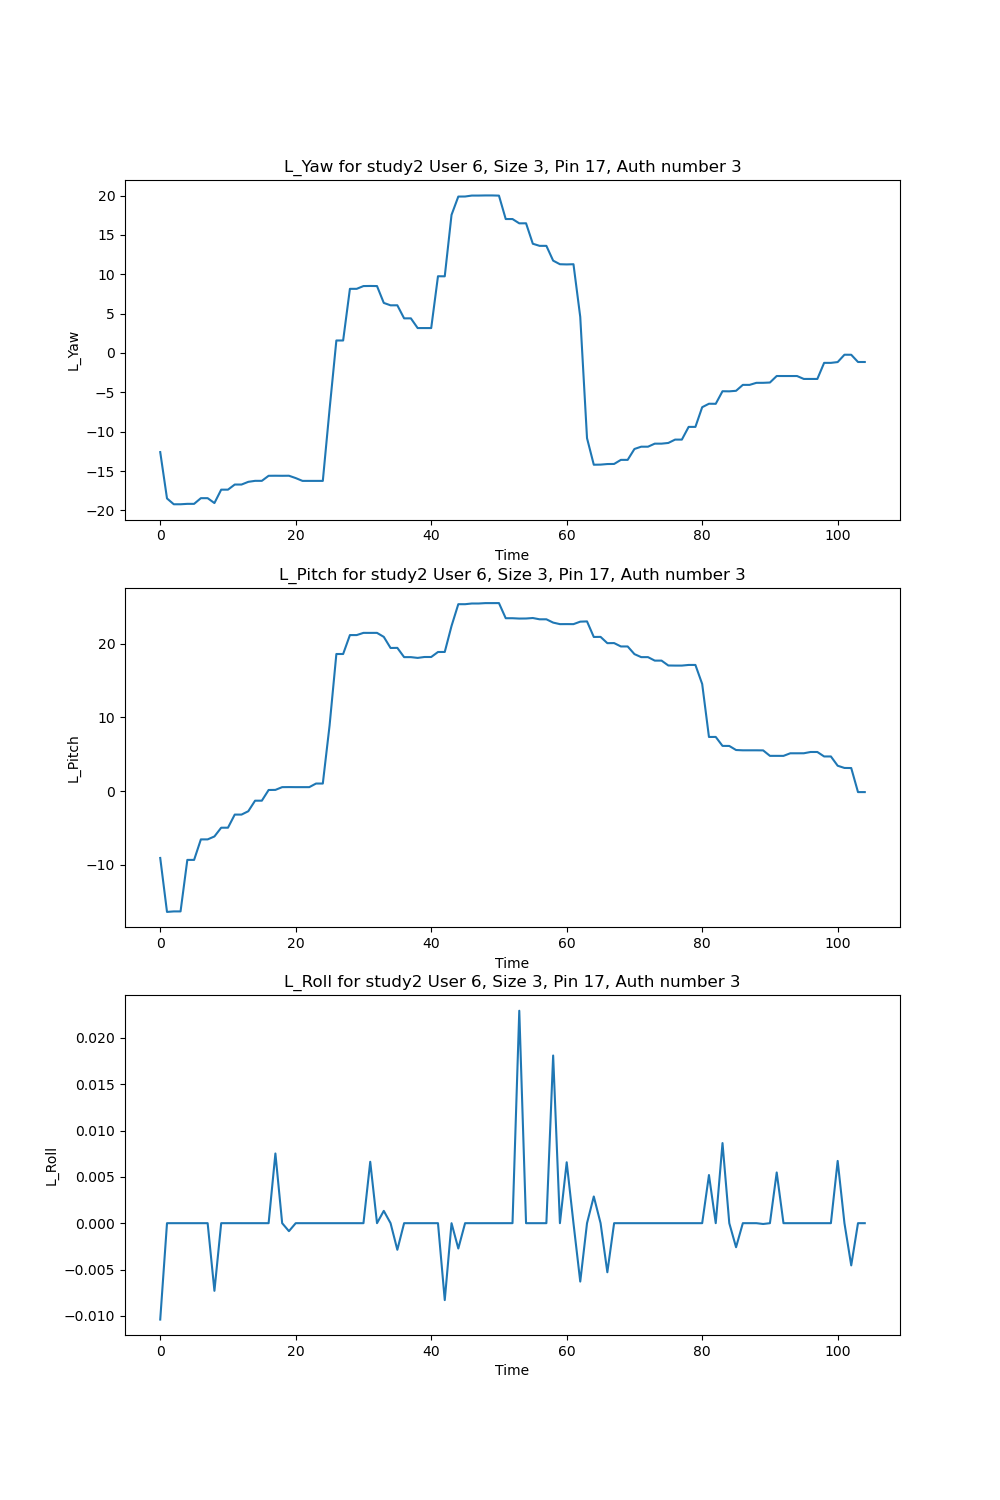 L_Yaw for study2 User 6, Size 3, Pin 17, Auth number 3
20
15
10
5
0
−5
−10
−15
−20
L_Yaw
0 20 40 60 80 100
Time
L_Pitch for study2 User 6, Size 3, Pin 17, Auth number 3
20
10
0
−10
L_Pitch
0 20 40 60 80 100
Time
L_Roll for study2 User 6, Size 3, Pin 17, Auth number 3
0.020
0.015
0.010
0.005
0.000
−0.005
−0.010
L_Roll
0 20 40 60 80 100
Time